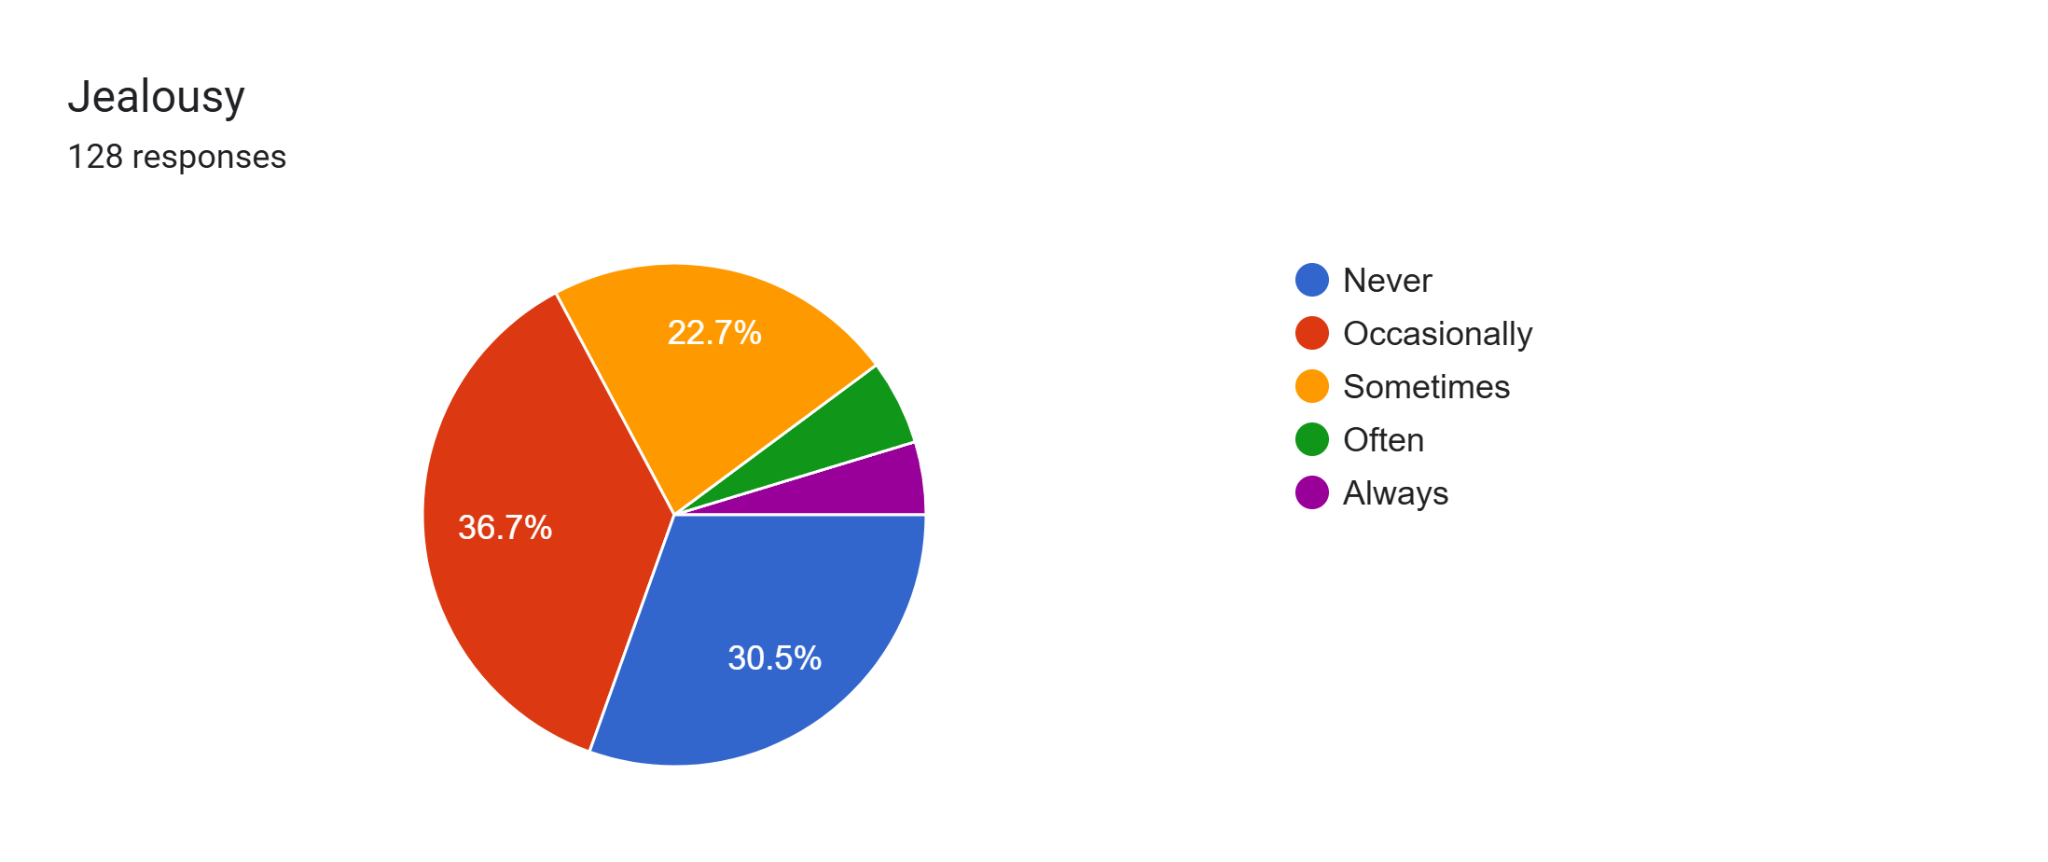 Jealousy
128 responses
22.7%
36.7%
30.5%
Never
Occasionally
Sometimes
Often
Always